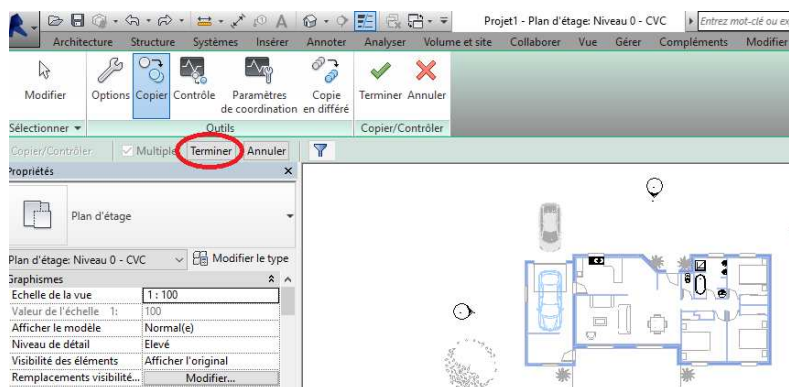 Projet1 - Plan d'étage: Niveau 0 - CVC
Entrez mot-clé ou ex
Architecture Structure Systèmes Insérer Annoter Analyser Volume et site Collaborer Vue Gérer Compléments Modifier
Modifier Options Copier Contrôle Paramètres de coordination Copie en différé Terminer Annuler
Sélectionner Outils Copier/Contrôler
Copier/Contrôler Multiple Terminer Annuler
Propriétés
Plan d'étage
Plan d'étage: Niveau 0 - CVC Modifier le type
Graphismes
Echelle de la vue 1 : 100
Valeur de l'échelle 1: 100
Afficher le modèle Normal(e)
Niveau de détail Elevé
Visibilité des éléments Afficher l'original
Remplacements visibilité... Modifier...